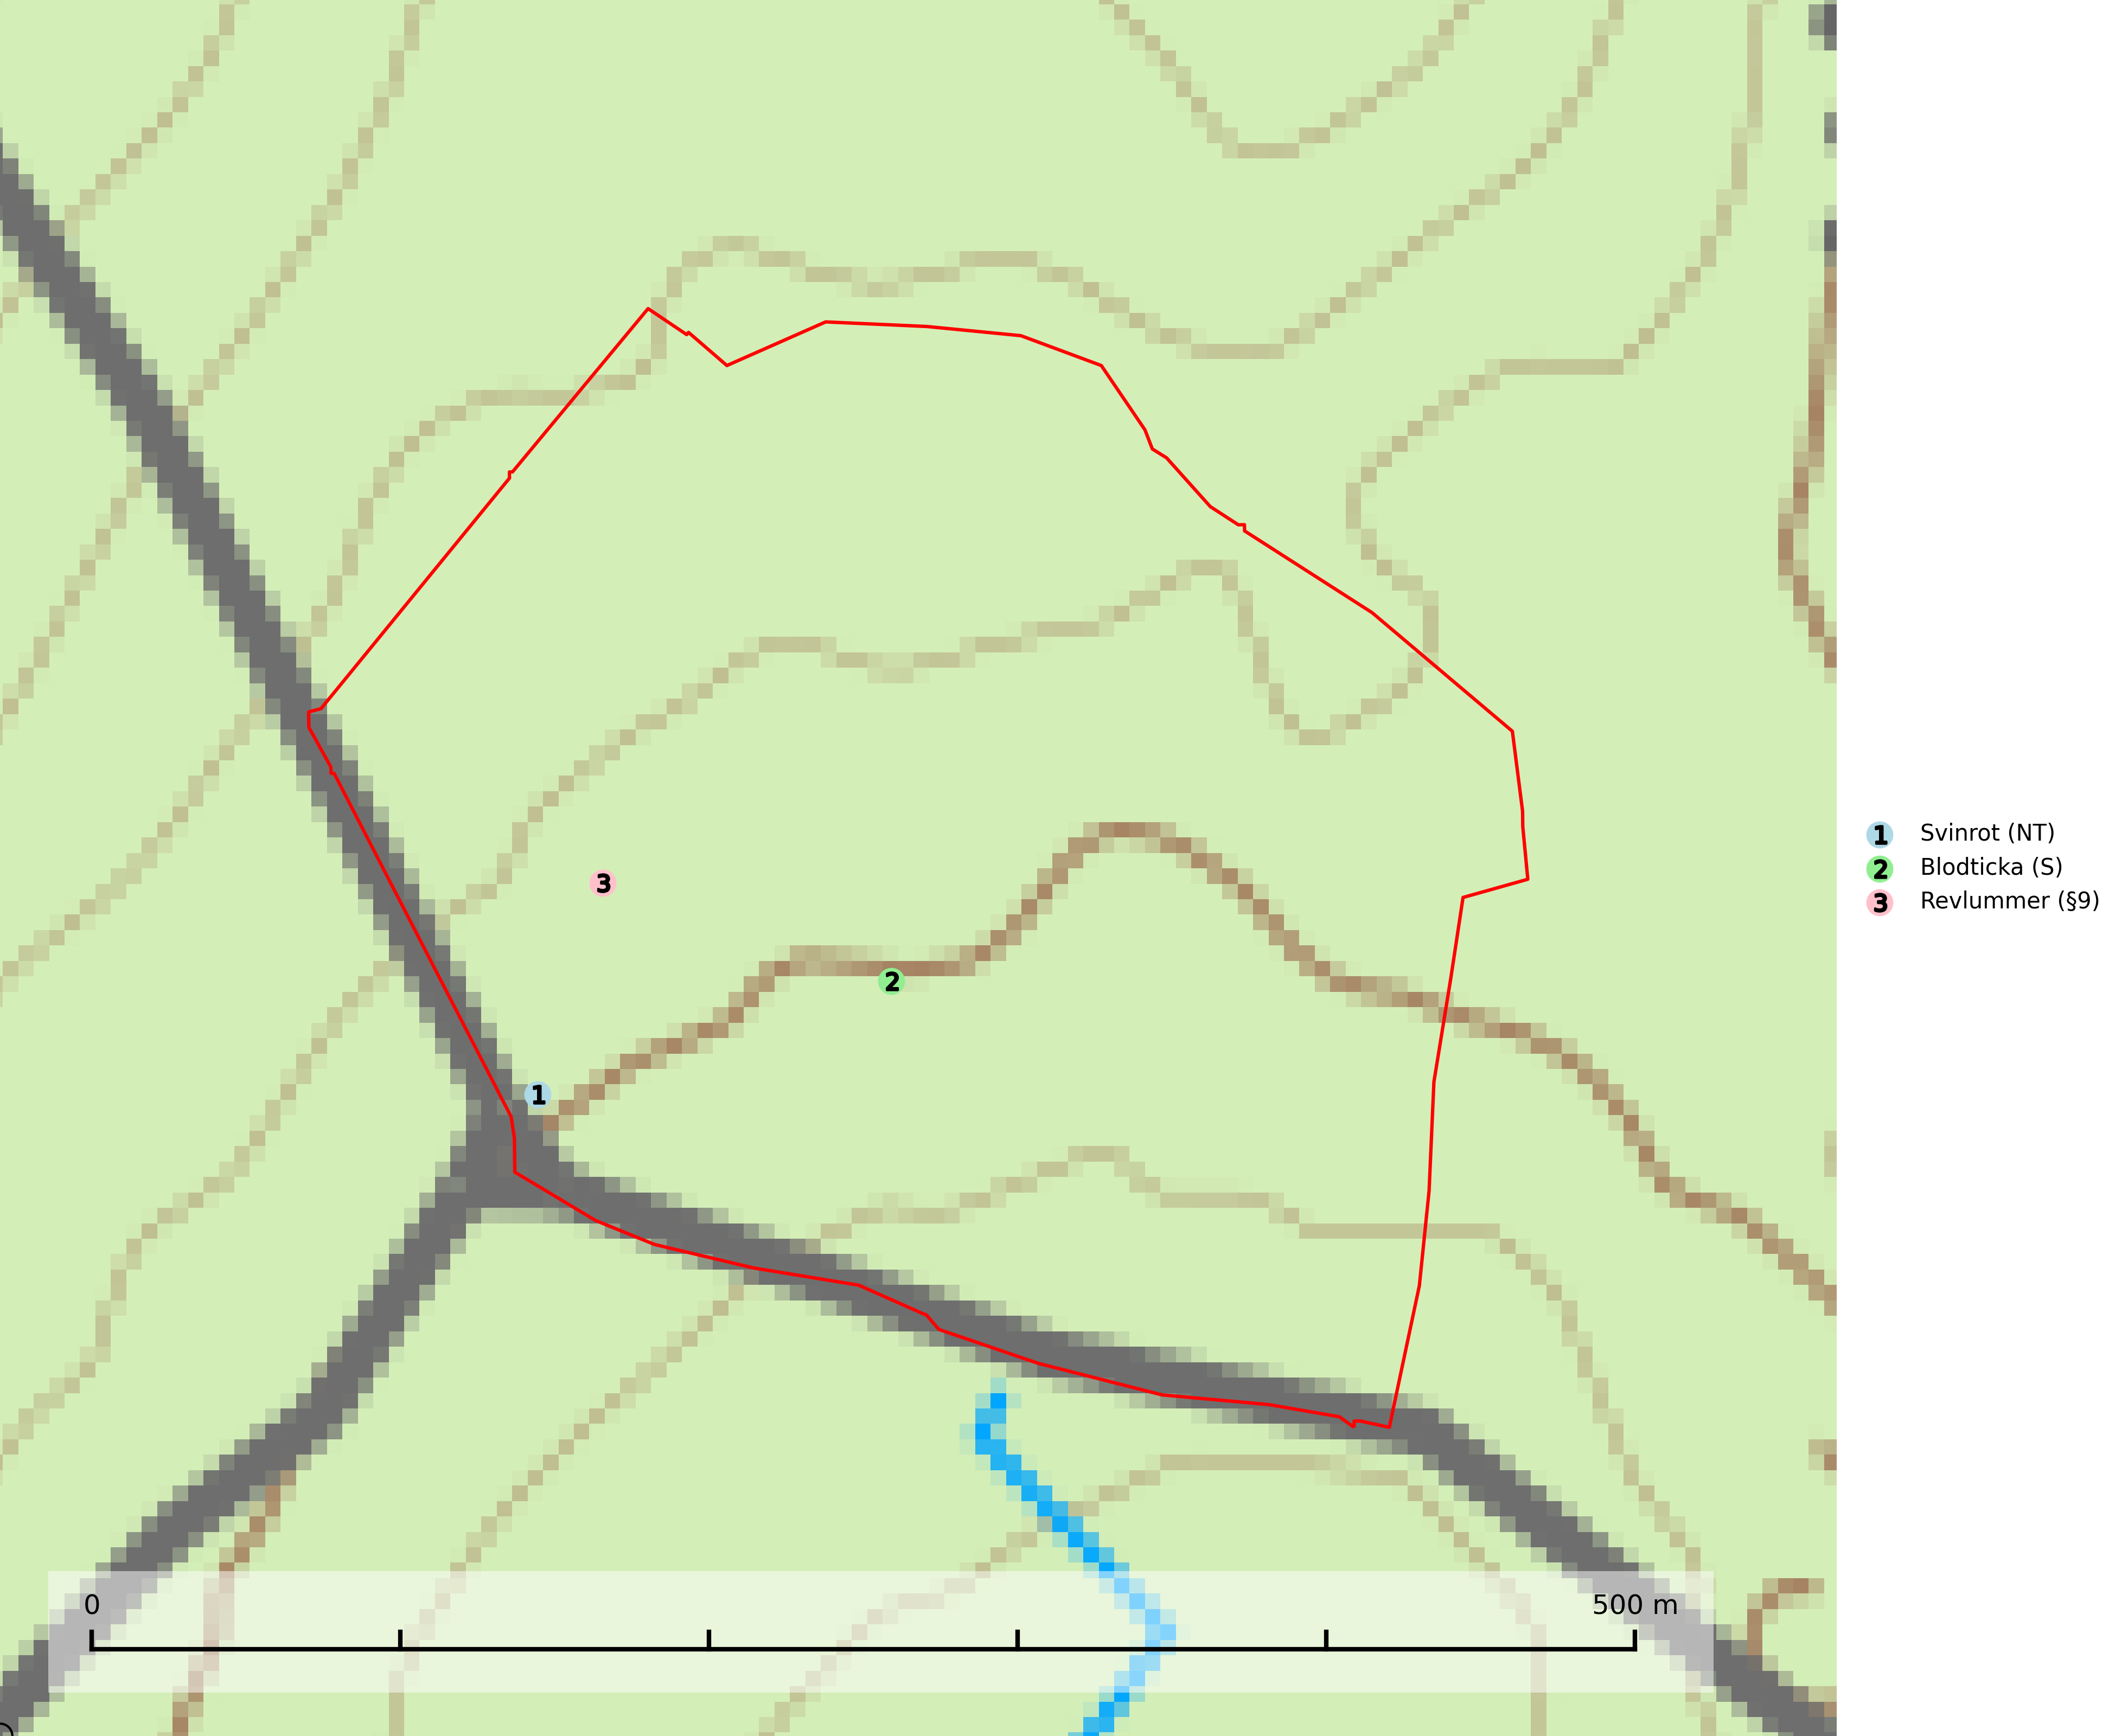 3
2
1
1 Svinrot (NT)
2 Blodticka (S)
3 Revlummer (§9)
0 500 m